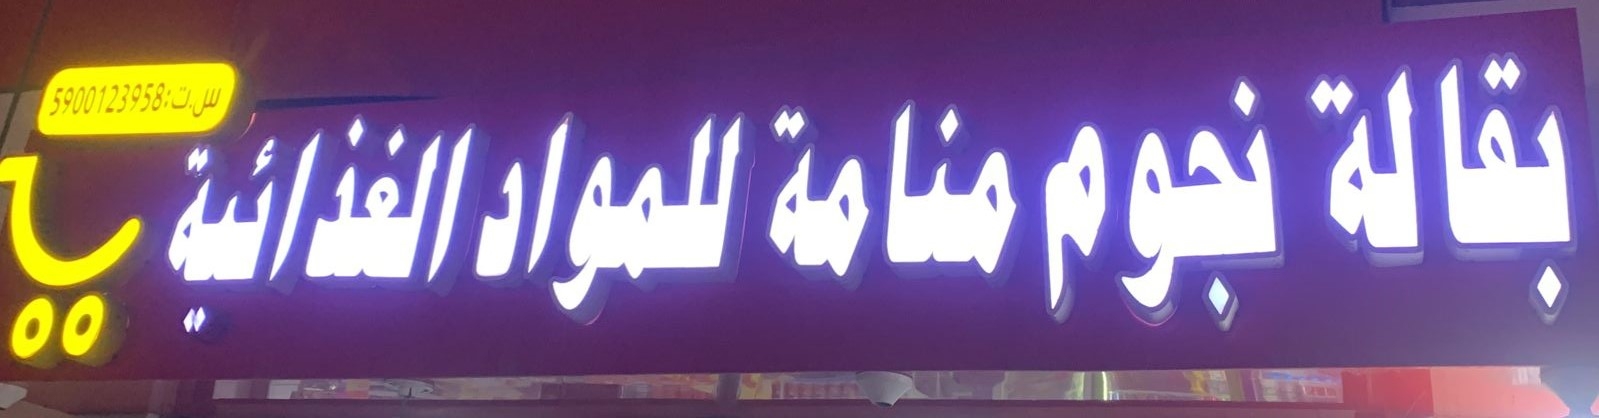 س.ت:5900123958
بقالة نجوم منامة للمواد الغذائية